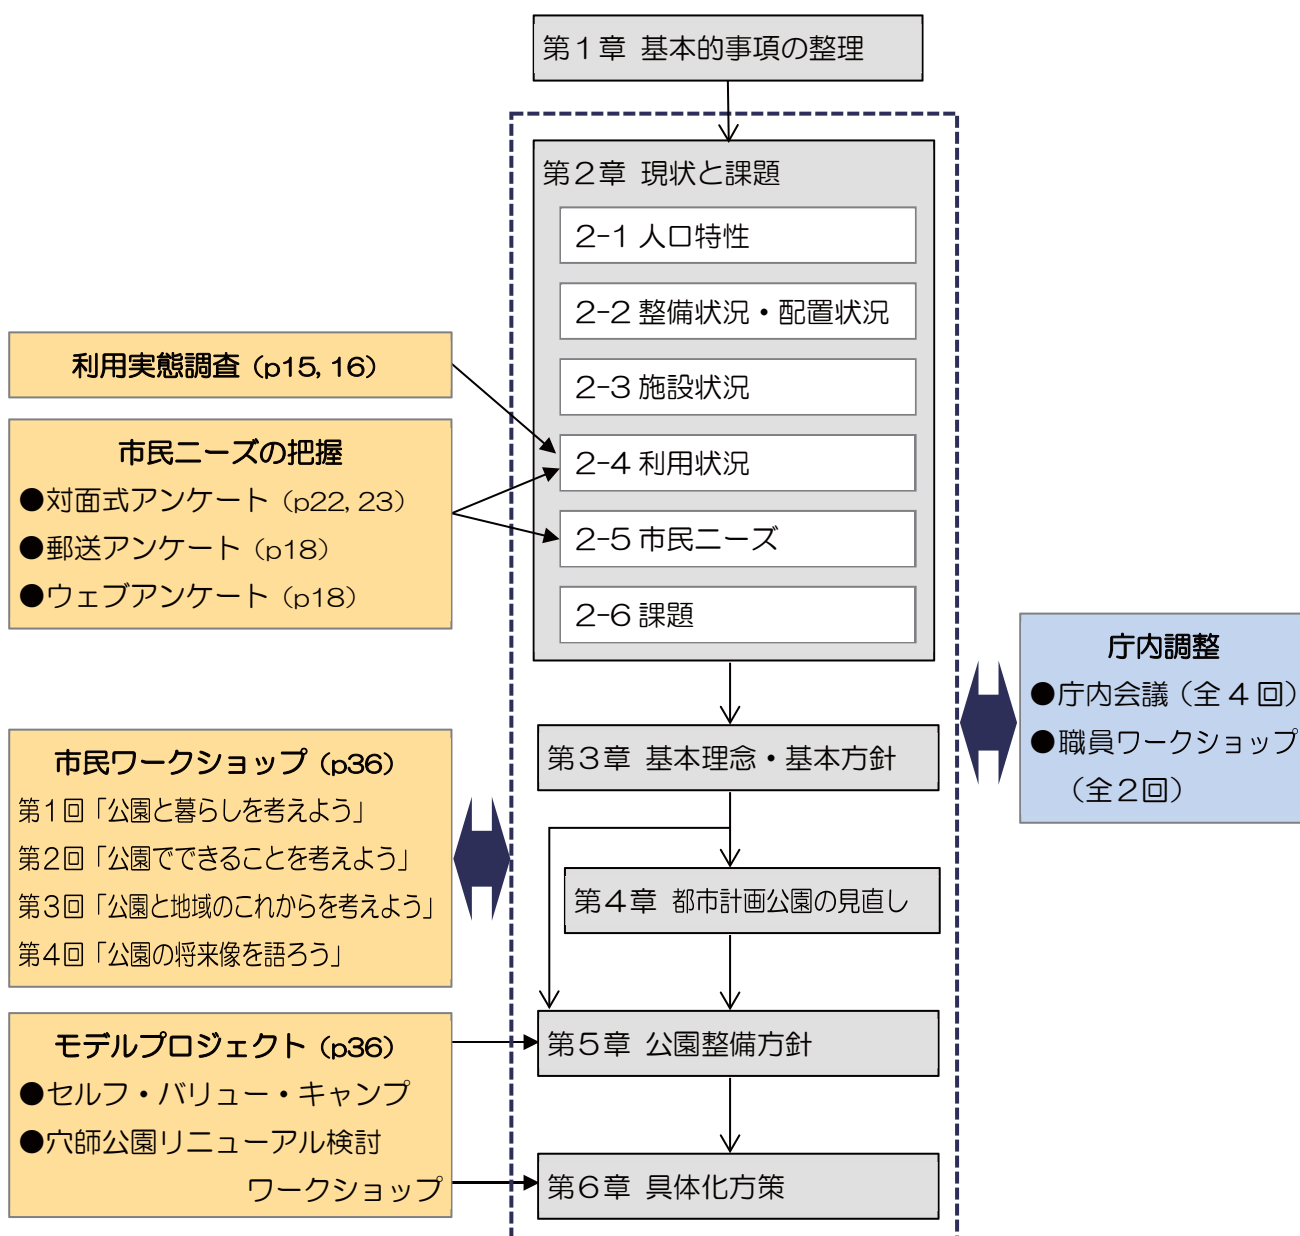 第１章 基本的事項の整理
第２章 現状と課題
2-1 人口特性
2-2 整備状況・配置状況
2-3 施設状況
2-4 利用状況
2-5 市民ニーズ
2-6 課題
利用実態調査（p15, 16）
市民ニーズの把握
●対面式アンケート（p22, 23）
●郵送アンケート（p18）
●ウェブアンケート（p18）
庁内調整
●庁内会議（全４回）
●職員ワークショップ
（全２回）
第３章 基本理念・基本方針
市民ワークショップ（p36）
第１回「公園と暮らしを考えよう」
第２回「公園でできることを考えよう」
第３回「公園と地域のこれからを考えよう」
第４回「公園の将来像を語ろう」
第４章 都市計画公園の見直し
モデルプロジェクト（p36）
●セルフ・バリュー・キャンプ
●穴師公園リニューアル検討
ワークショップ
第５章 公園整備方針
第６章 具体化方策